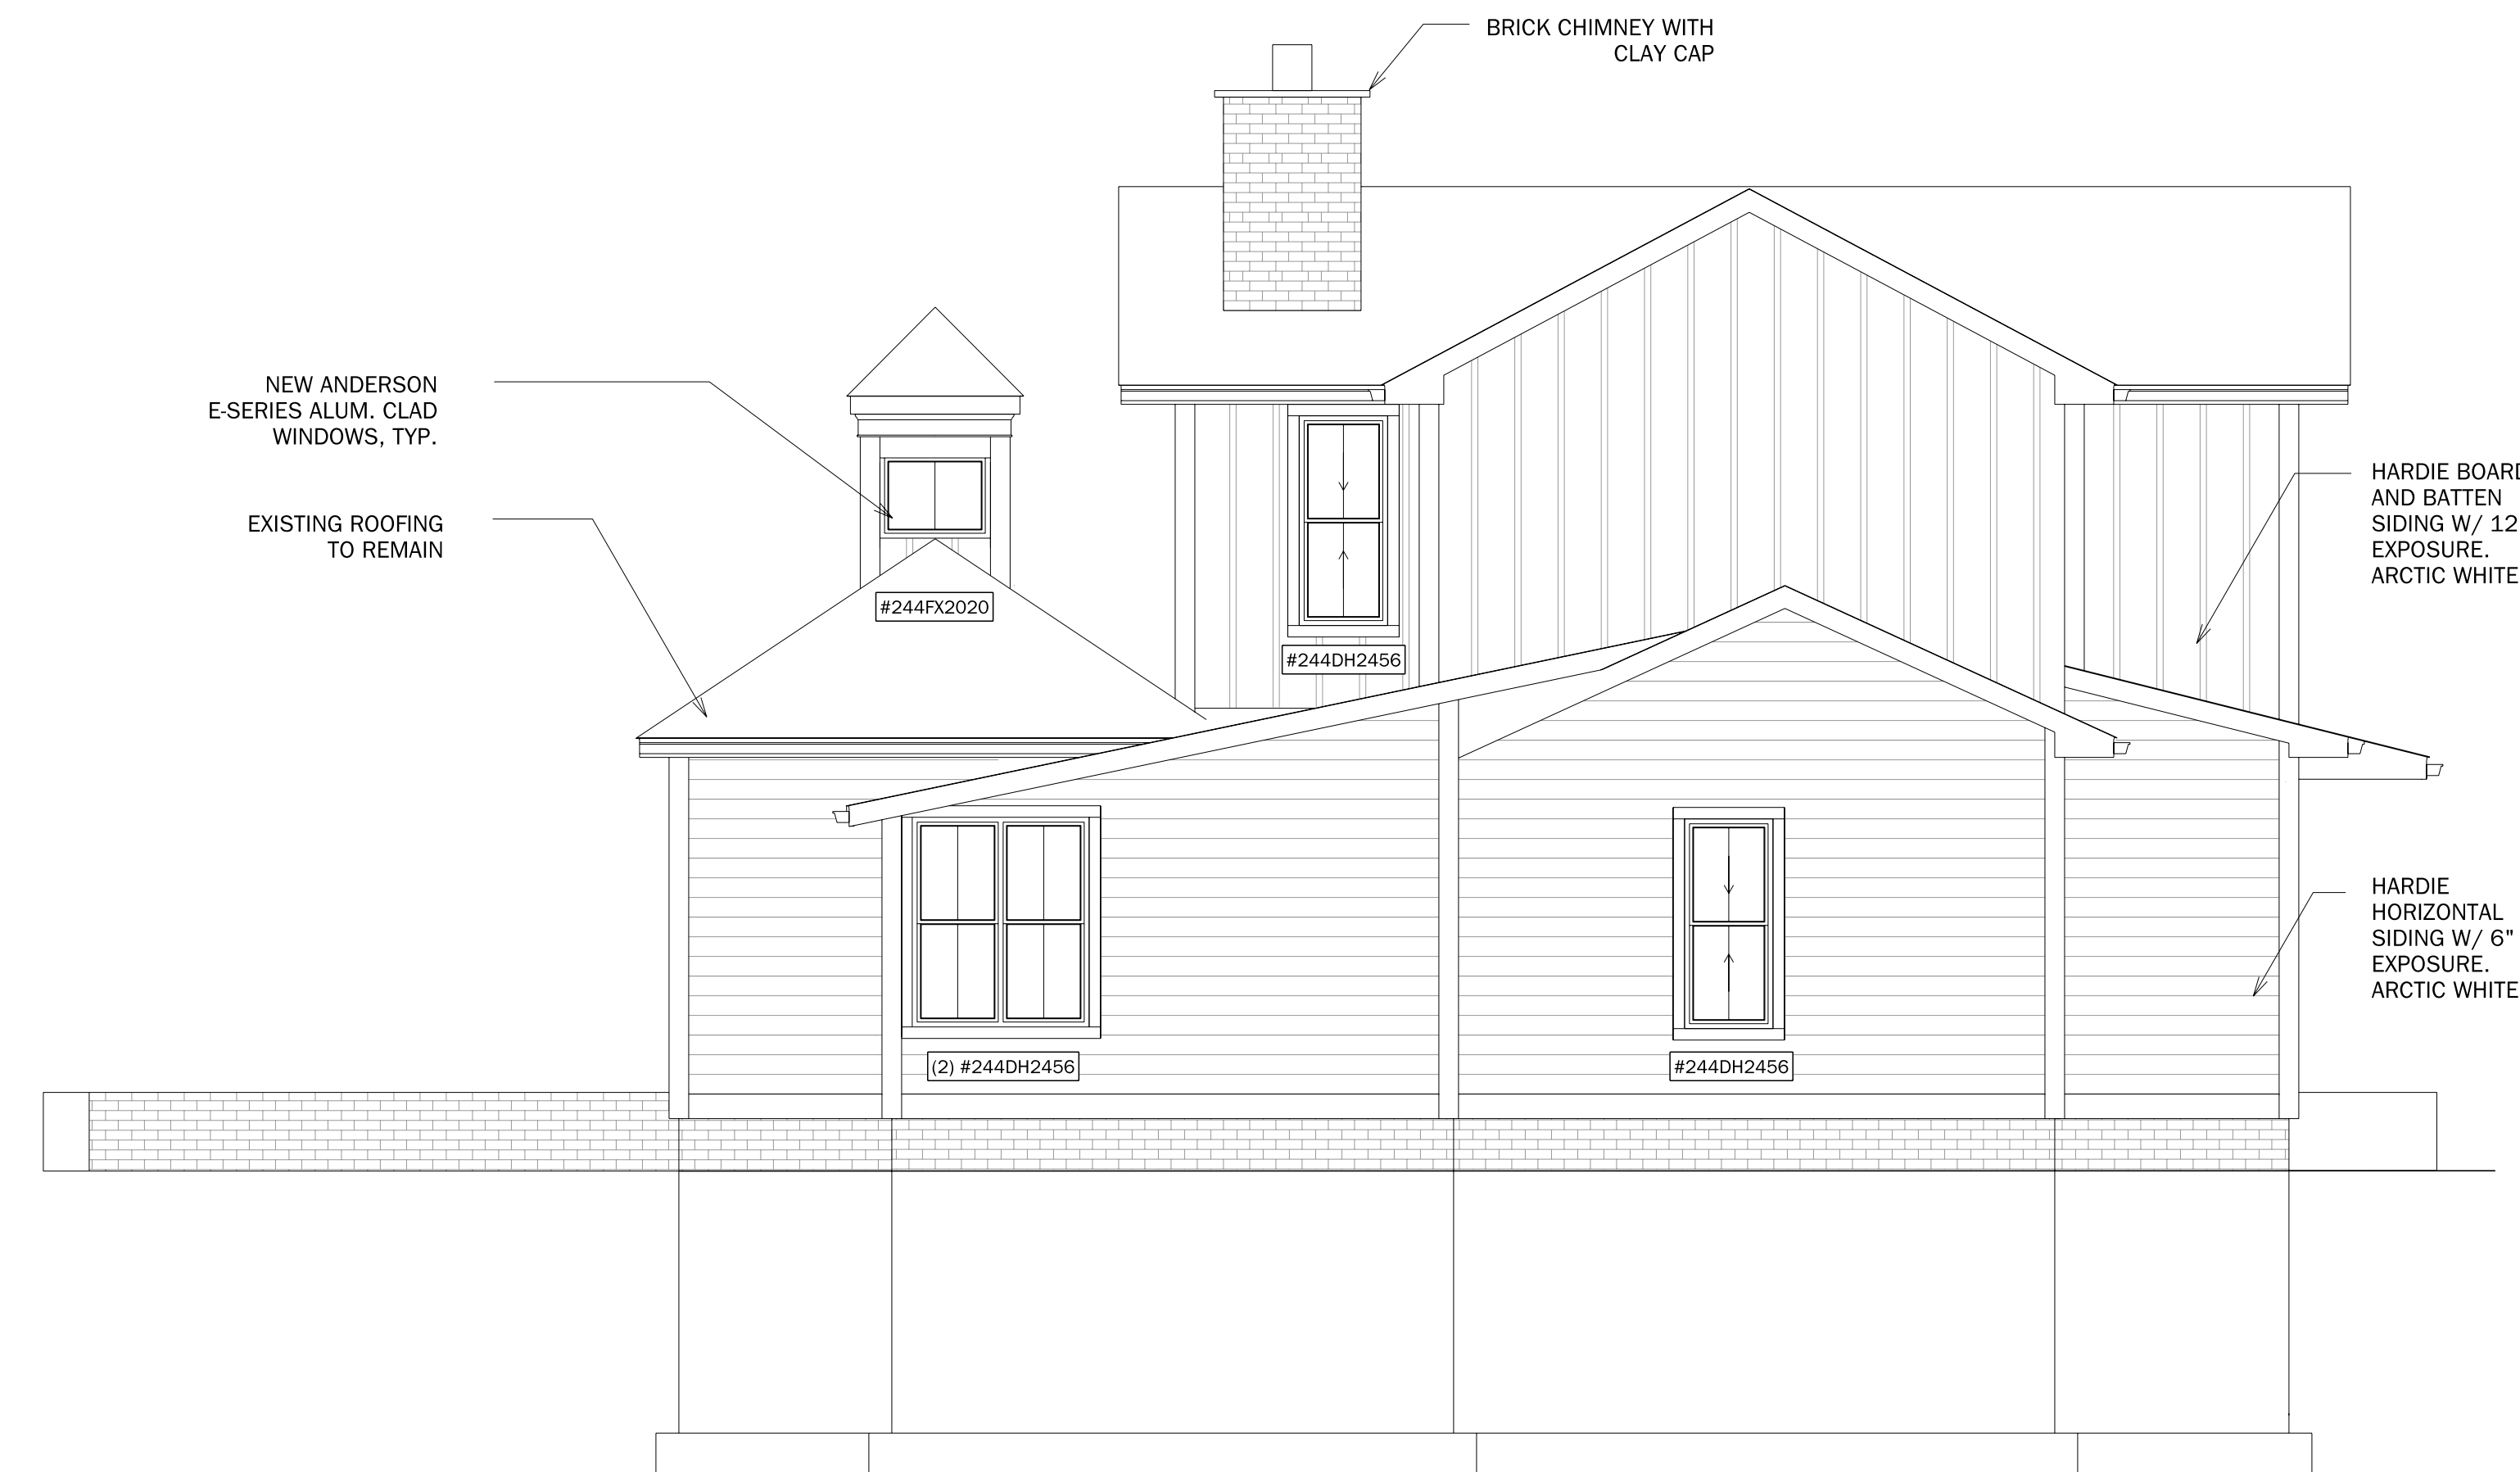 BRICK CHIMNEY WITH
CLAY CAP
NEW ANDERSON
E-SERIES ALUM. CLAD
WINDOWS, TYP.
EXISTING ROOFING
TO REMAIN
HARDIE BOARD
AND BATTEN
SIDING W/ 12
EXPOSURE.
ARCTIC WHITE
#244FX2020
#244DH2456
HARDIE
HORIZONTAL
SIDING W/ 6"
EXPOSURE.
ARCTIC WHITE
(2) #244DH2456
#244DH2456